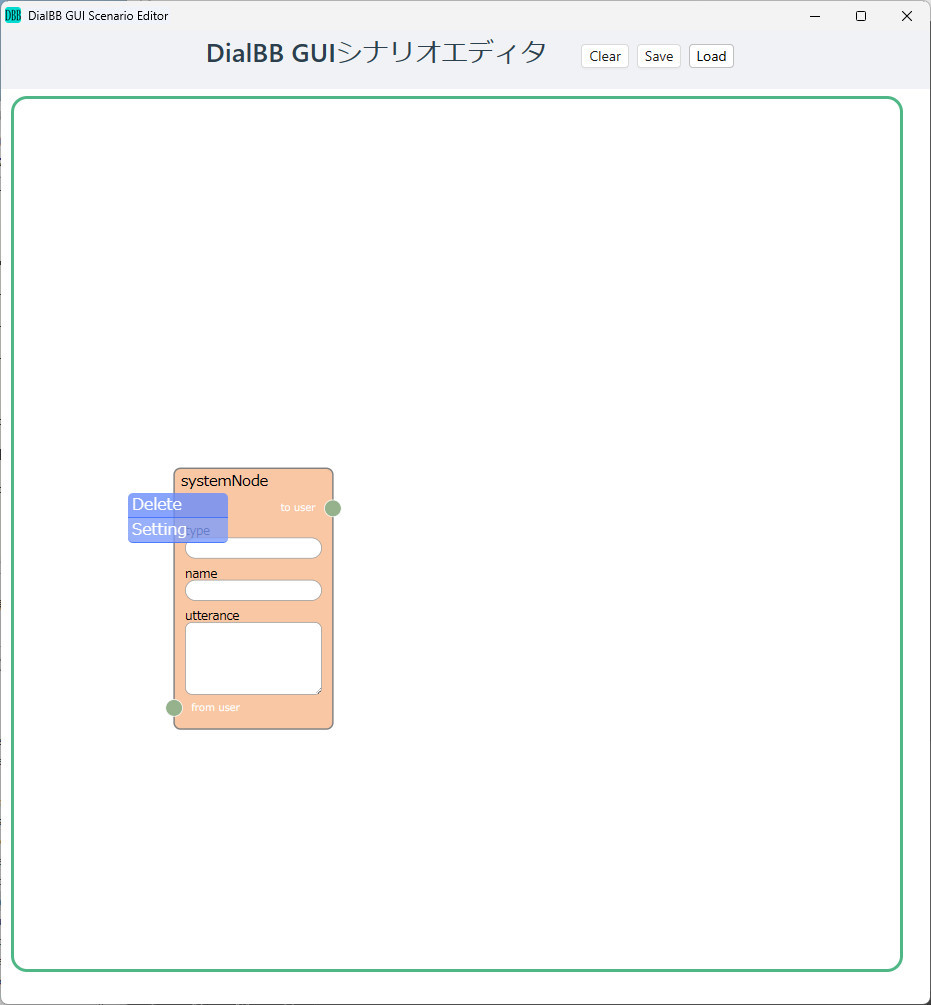 DBB DialBB GUI Scenario Editor
DialBB GUIシナリオエディタ Clear Save Load
systemNode
Delete
to user
Setting
type
name
utterance
from user